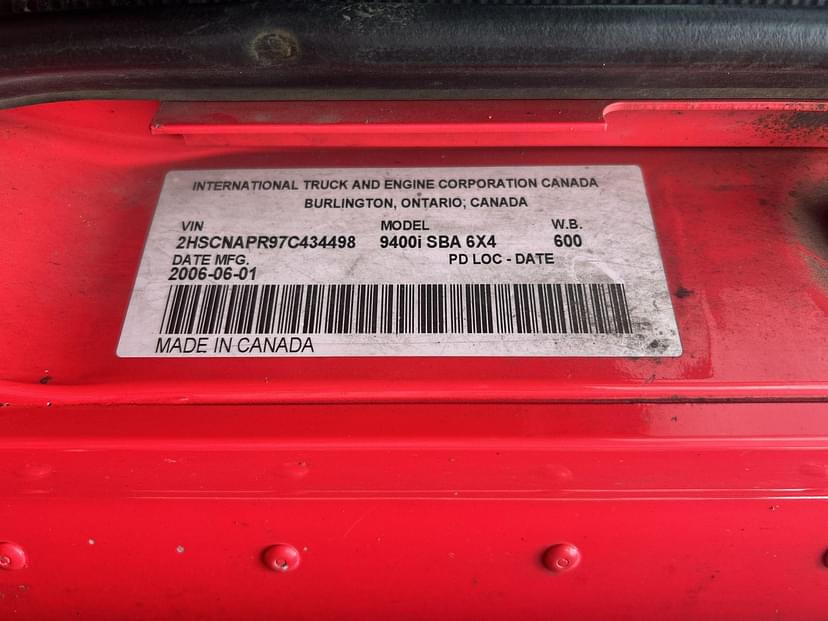 INTERNATIONAL TRUCK AND ENGINE CORPORATION CANADA
BURLINGTON, ONTARIO, CANADA
VIN MODEL W.B.
2HSCNAPR97C434498 9400i SBA 6X4 600
DATE MFG. PD LOC - DATE
2006-06-01
MADE IN CANADA